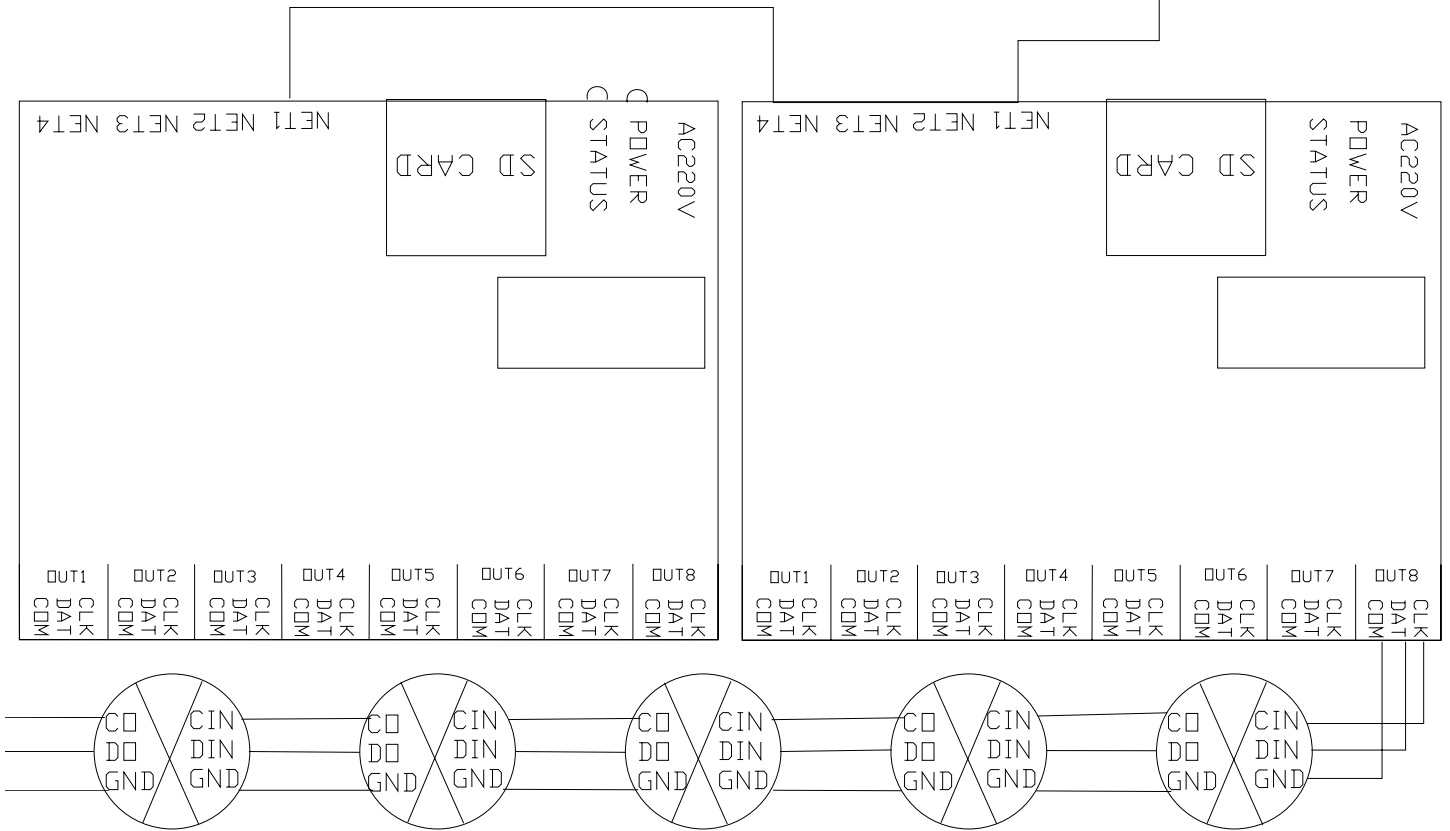 NET4 NET3 NET2 NET1
SD CARD
STATUS
POWER
AC220V
NET4 NET3 NET2 NET1
SD CARD
STATUS
POWER
AC220V
OUT1 OUT2 OUT3 OUT4 OUT5 OUT6 OUT7 OUT8
COM DAT CLK COM DAT CLK COM DAT CLK COM DAT CLK COM DAT CLK COM DAT CLK COM DAT CLK COM DAT CLK
OUT1 OUT2 OUT3 OUT4 OUT5 OUT6 OUT7 OUT8
COM DAT CLK COM DAT CLK COM DAT CLK COM DAT CLK COM DAT CLK COM DAT CLK COM DAT CLK COM DAT CLK
CO CIN CO CIN CO CIN CO CIN CO CIN
DO DIN DO DIN DO DIN DO DIN DO DIN
GND GND GND GND GND GND GND GND GND GND